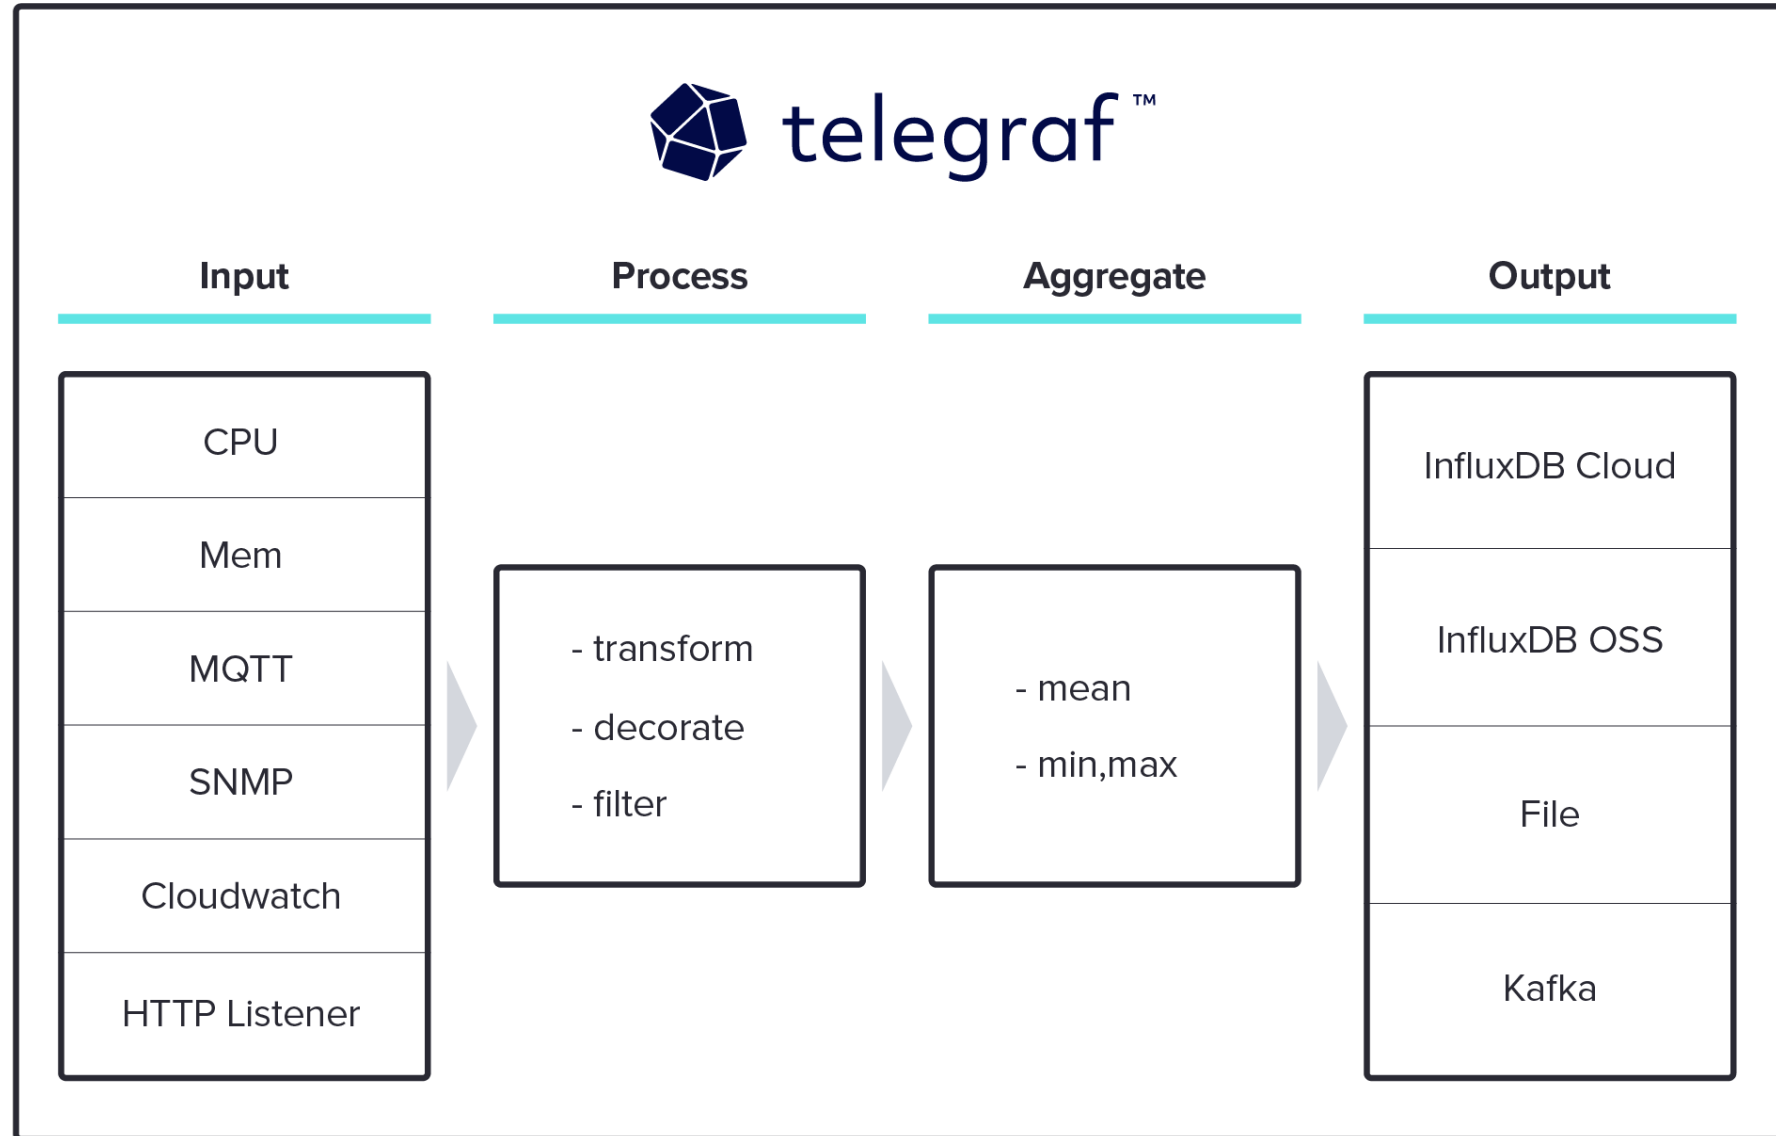 telegraf™
Input
Process
Aggregate
Output
CPU
Mem
MQTT
SNMP
Cloudwatch
HTTP Listener
- transform
- decorate
- filter
- mean
- min,max
InfluxDB Cloud
InfluxDB OSS
File
Kafka